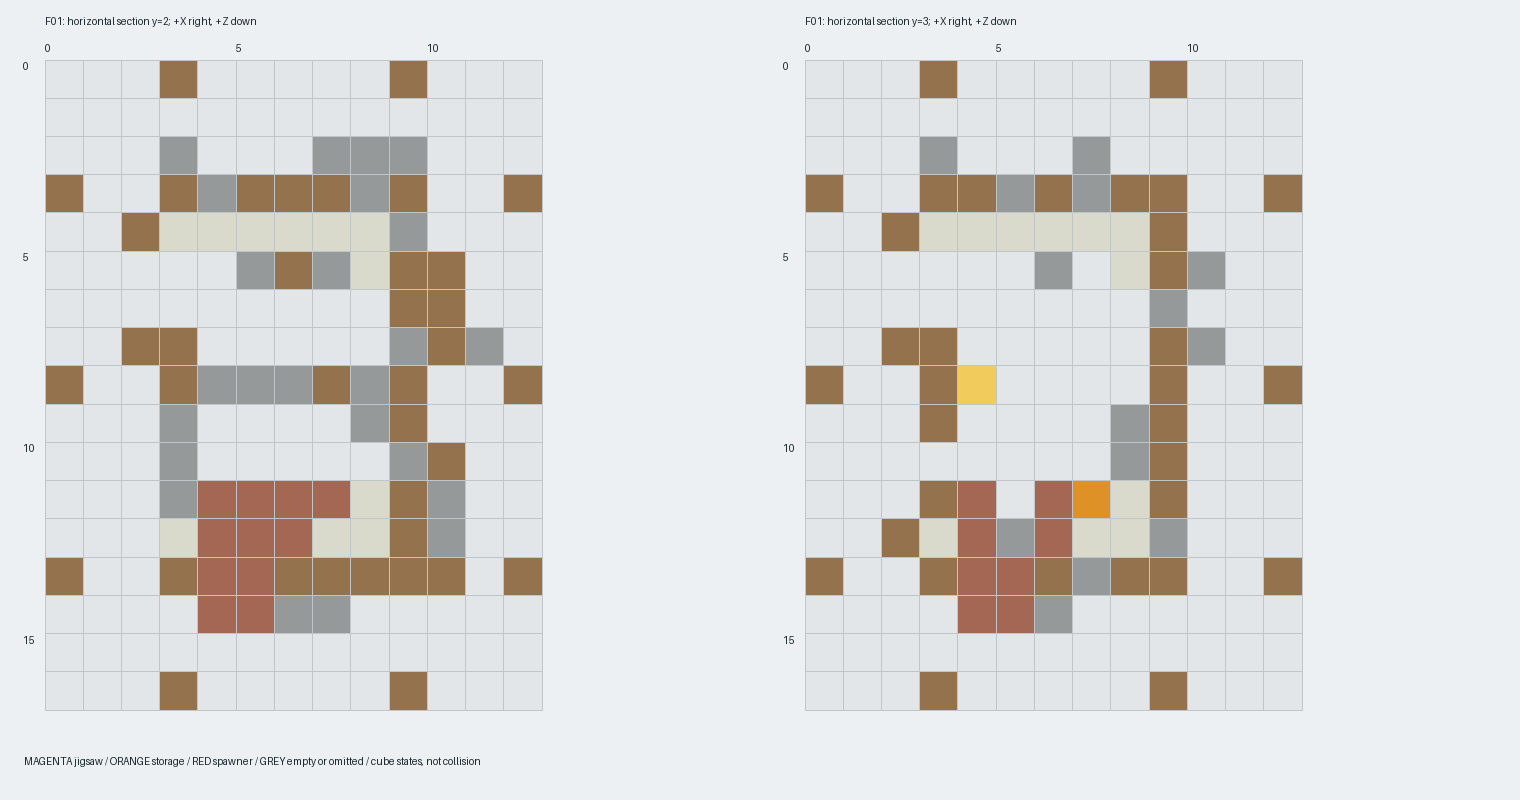 F01: horizontal section y=2; +X right, +Z down
F01: horizontal section y=3; +X right, +Z down
0 5 10
0 5 10
0
0
5
5
10
10
15
15
MAGENTA jigsaw / ORANGE storage / RED spawner / GREY empty or omitted / cube states, not collision